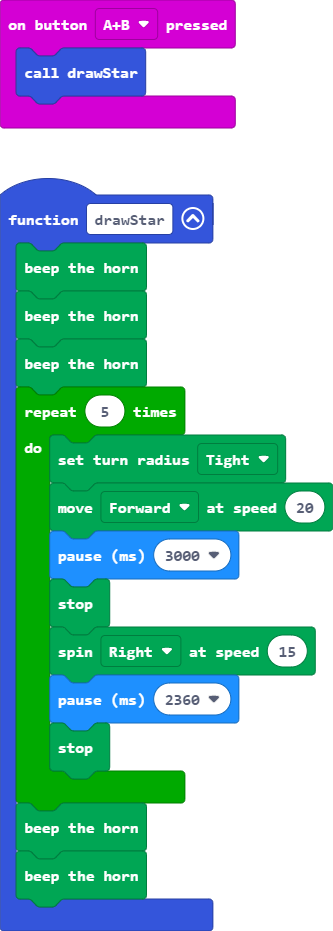 on button A+B pressed
call drawStar
function drawStar
beep the horn
beep the horn
beep the horn
repeat 5 times
do
set turn radius Tight
move Forward at speed 20
pause (ms) 3000
stop
spin Right at speed 15
pause (ms) 2360
stop
beep the horn
beep the horn